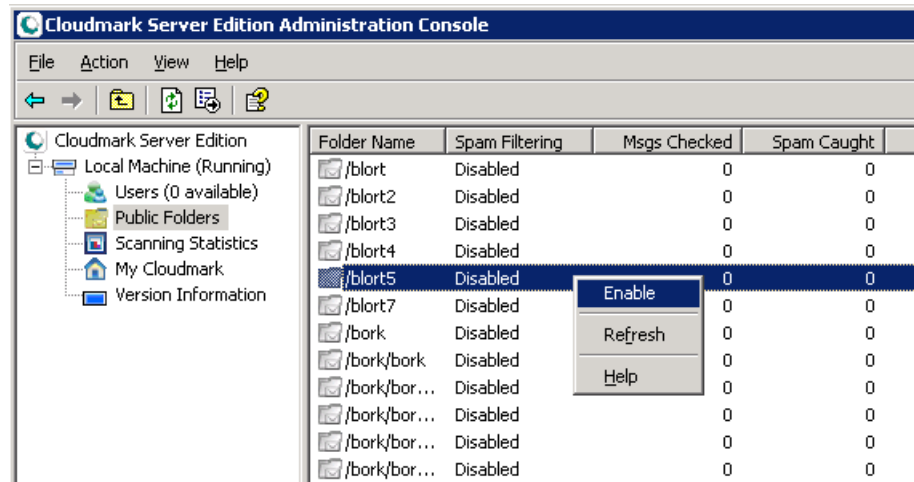 Cloudmark Server Edition Administration Console
File Action View Help
Cloudmark Server Edition
Local Machine (Running)
Users (0 available)
Public Folders
Scanning Statistics
My Cloudmark
Version Information
Folder Name Spam Filtering Msgs Checked Spam Caught
/blort Disabled 0 0
/blort2 Disabled 0 0
/blort3 Disabled 0 0
/blort4 Disabled 0 0
/blort5 Disabled 0 0
/blort7 Disabled 0 0
/bork Disabled 0 0
/bork/bork Disabled 0 0
/bork/bor... Disabled 0 0
/bork/bor... Disabled 0 0
/bork/bor... Disabled 0 0
/bork/bor... Disabled 0 0
Enable
Refresh
Help